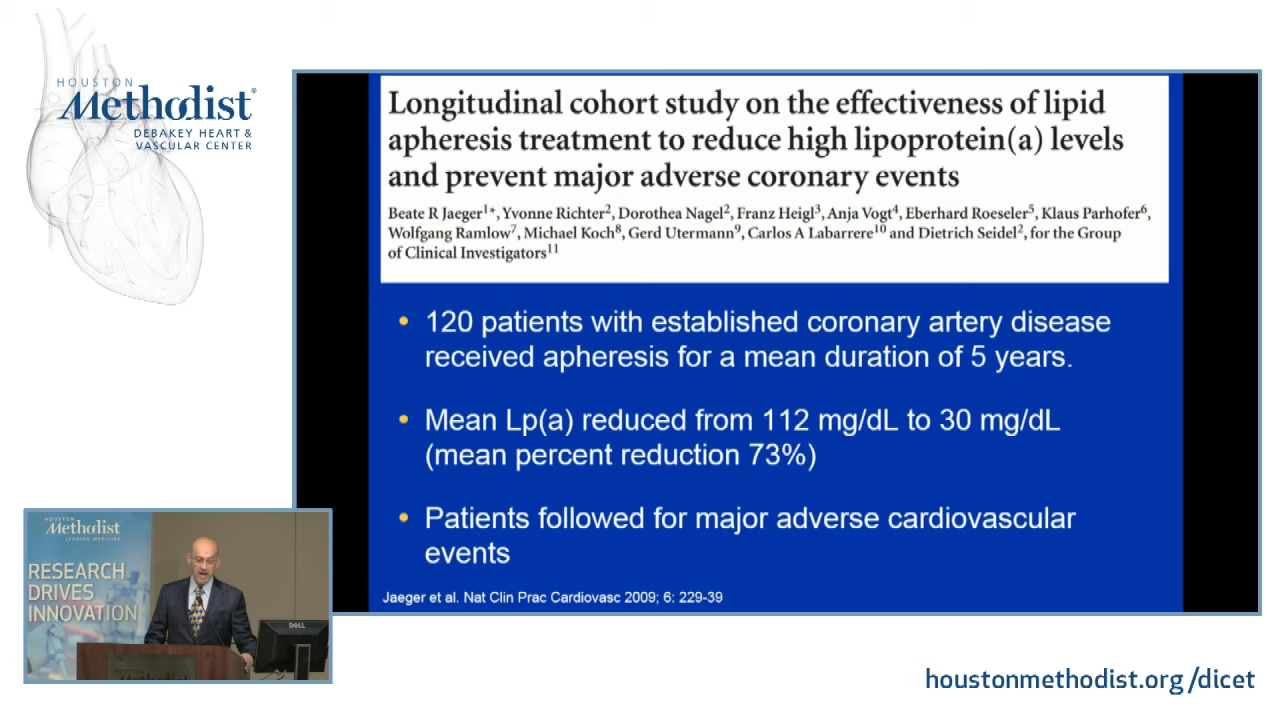 HOUSTON
Methodist®
DEBAKEY HEART &
VASCULAR CENTER
Longitudinal cohort study on the effectiveness of lipid
apheresis treatment to reduce high lipoprotein(a) levels
and prevent major adverse coronary events
Beate R Jaeger1*, Yvonne Richter2, Dorothea Nagel2, Franz Heigl3, Anja Vogt4, Eberhard Roeseler5, Klaus Parhofer6,
Wolfgang Ramlow7, Michael Koch8, Gerd Utermann9, Carlos A Labarrere10 and Dietrich Seidel2, for the Group
of Clinical Investigators11
• 120 patients with established coronary artery disease
received apheresis for a mean duration of 5 years.
• Mean Lp(a) reduced from 112 mg/dL to 30 mg/dL
(mean percent reduction 73%)
• Patients followed for major adverse cardiovascular
events
Jaeger et al. Nat Clin Prac Cardiovasc 2009; 6: 229-39
HOUSTON
Methodist
LEADING MEDICINE
RESEARCH
DRIVES
INNOVATION
DELL
houstonmethodist.org/dicet